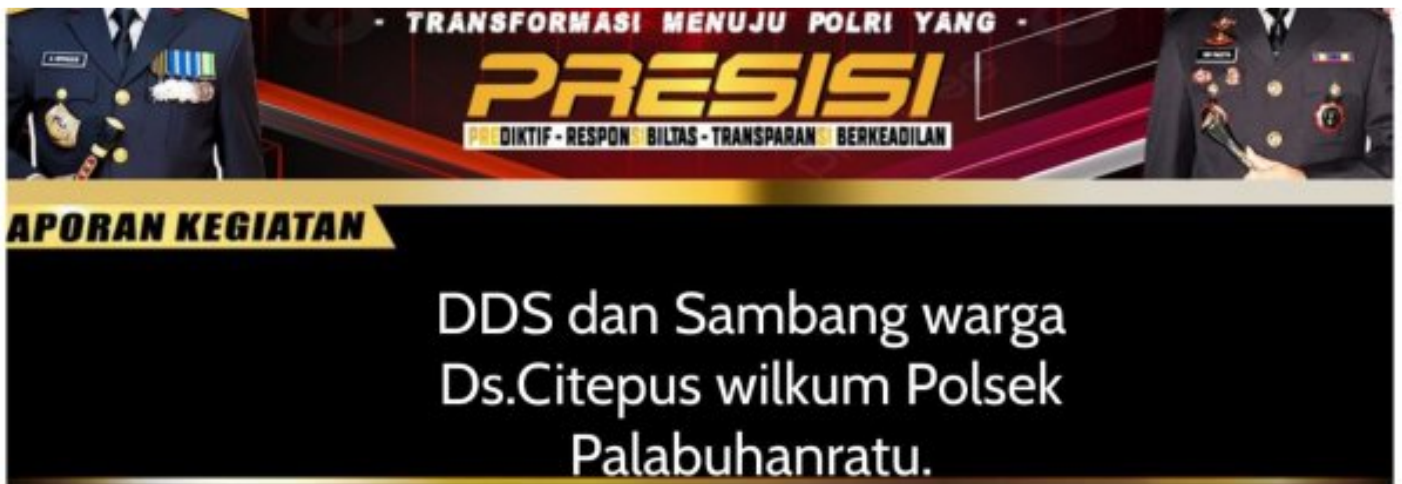 - TRANSFORMASI MENUJU POLRI YANG -
PRESISI
PREDIKTIF - RESPONSIBILTAS - TRANSPARANSI BERKEADILAN
APORAN KEGIATAN
DDS dan Sambang warga
Ds.Citepus wilkum Polsek
Palabuhanratu.